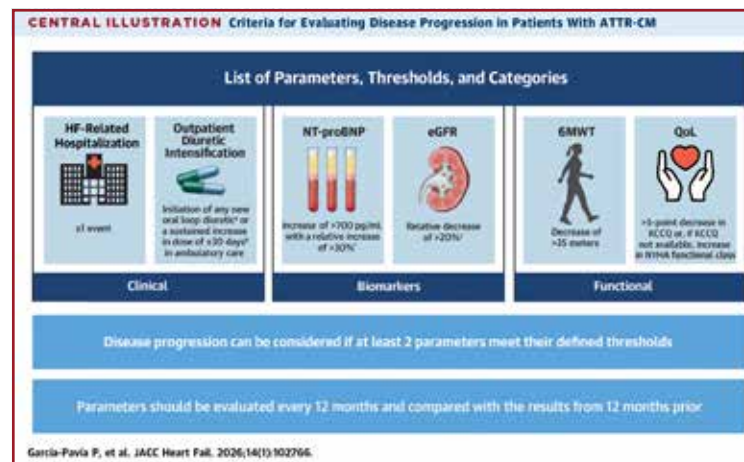 CENTRAL ILLUSTRATION Criteria for Evaluating Disease Progression in Patients With ATTR-CM
List of Parameters, Thresholds, and Categories
HF-Related
Hospitalization
≥1 event
Outpatient
Diuretic
Intensification
Initiation of any new
oral loop diuretic or
a sustained increase
in dose of ≥30 days
in ambulatory care
Clinical
NT-proBNP
Increase of >700 pg/mL
with a relative increase
of >30%
eGFR
Relative decrease
of >20%
Biomarkers
6MWT
Decrease of
>35 meters
QoL
>5-point decrease in
KCCQ or, if KCCQ
not available, increase
in NYHA functional class
Functional
Disease progression can be considered if at least 2 parameters meet their defined thresholds
Parameters should be evaluated every 12 months and compared with the results from 12 months prior
García-Pavía P, et al. JACC Heart Fail. 2026;14(1):102766.